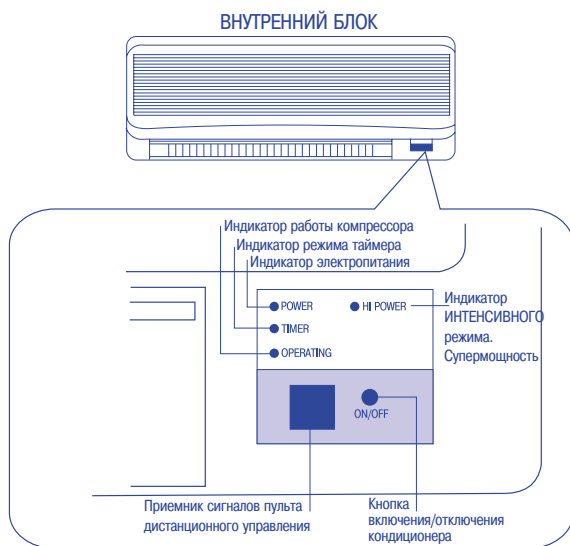 ВНУТРЕННИЙ БЛОК
Индикатор работы компрессора
Индикатор режима таймера
Индикатор электропитания
POWER
HI POWER
TIMER
OPERATING
Индикатор
ИНТЕНСИВНОГО
режима.
Супермощность
ON/OFF
Приемник сигналов пульта
дистанционного управления
Кнопка
включения/отключения
кондиционера